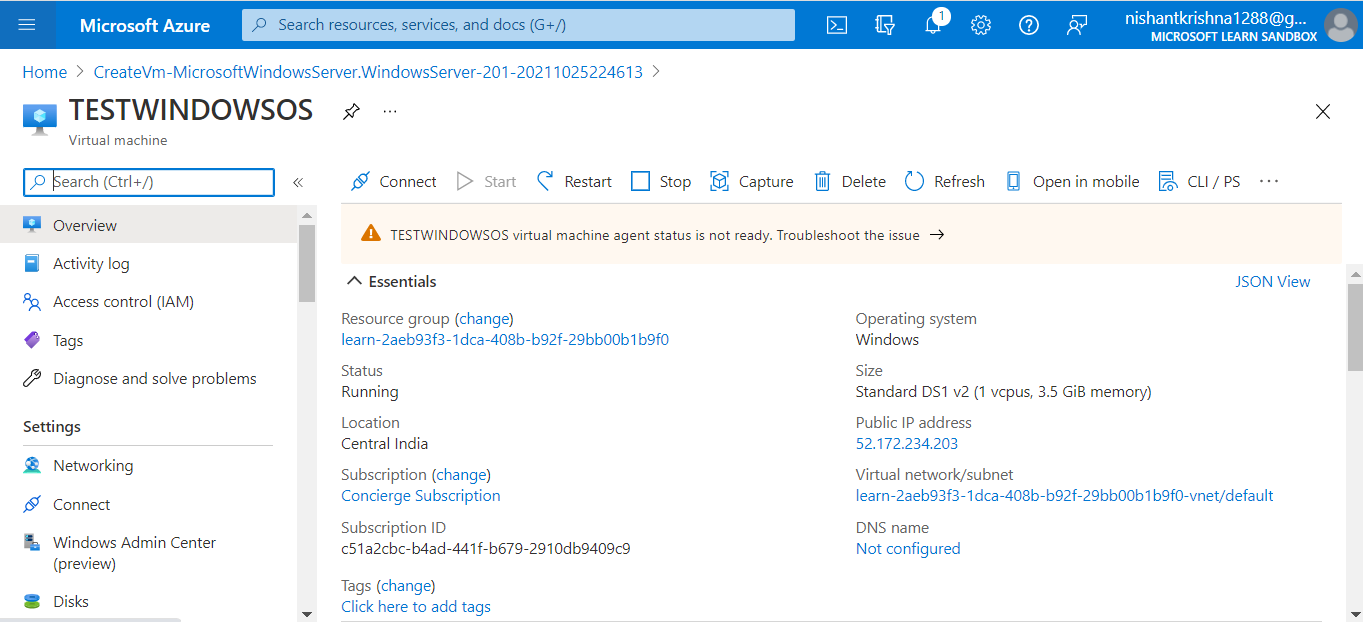 Microsoft Azure
Search resources, services, and docs (G+/)
1
nishantkrishna1288@g...
MICROSOFT LEARN SANDBOX
Home > CreateVm-MicrosoftWindowsServer.WindowsServer-201-20211025224613 >
TESTWINDOWSOS
...
Virtual machine
Search (Ctrl+/)
«
Connect Start Restart Stop Capture Delete Refresh Open in mobile CLI / PS ...
Overview
Activity log
Access control (IAM)
Tags
Diagnose and solve problems
Settings
Networking
Connect
Windows Admin Center
(preview)
Disks
TESTWINDOWSOS virtual machine agent status is not ready. Troubleshoot the issue →
Essentials
JSON View
Resource group (change)
learn-2aeb93f3-1dca-408b-b92f-29bb00b1b9f0
Status
Running
Location
Central India
Subscription (change)
Concierge Subscription
Subscription ID
c51a2cbc-b4ad-441f-b679-2910db9409c9
Tags (change)
Click here to add tags
Operating system
Windows
Size
Standard DS1 v2 (1 vcpus, 3.5 GiB memory)
Public IP address
52.172.234.203
Virtual network/subnet
learn-2aeb93f3-1dca-408b-b92f-29bb00b1b9f0-vnet/default
DNS name
Not configured